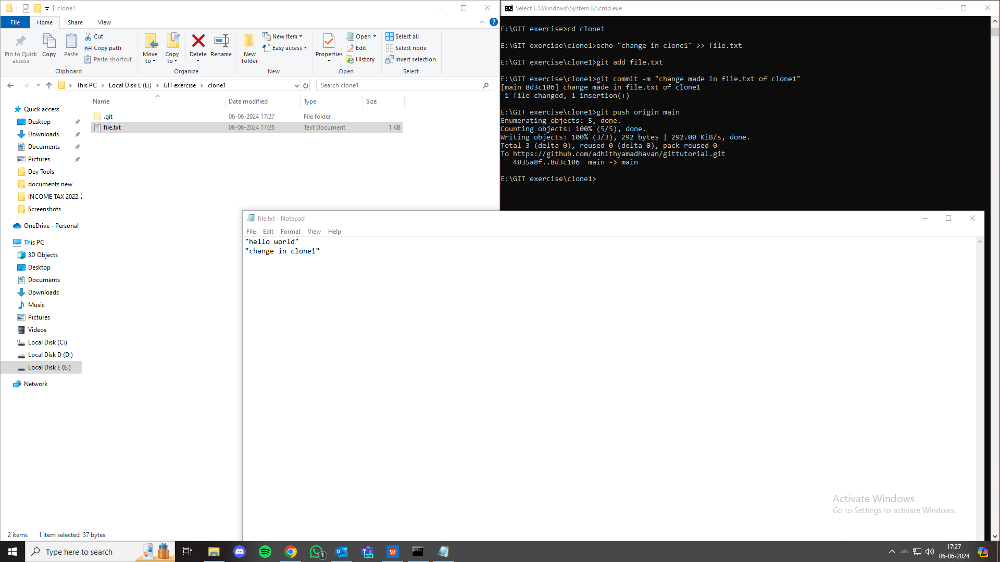 clone1
File Home Share View
Pin to Quick access
Copy
Paste
Cut
Copy path
Paste shortcut
Clipboard
Move to
Copy to
Delete
Rename
Organize
New folder
New item
Easy access
New
Properties
Open
Edit
History
Open
Select all
Select none
Invert selection
Select
This PC > Local Disk E (E:) > GIT exercise > clone1
Search clone1
Name Date modified Type Size
.git 06-06-2024 17:27 File folder
file.txt 06-06-2024 17:26 Text Document 1 KB
Quick access
Desktop
Downloads
Documents
Pictures
Dev Tools
documents new
INCOME TAX 2022-
Screenshots
OneDrive - Personal
This PC
3D Objects
Desktop
Documents
Downloads
Music
Pictures
Videos
Local Disk (C:)
Local Disk D (D:)
Local Disk E (E:)
Network
2 items 1 item selected 37 bytes
Select C:\Windows\System32\cmd.exe
E:\GIT exercise>cd clone1
E:\GIT exercise\clone1>echo "change in clone1" >> file.txt
E:\GIT exercise\clone1>git add file.txt
E:\GIT exercise\clone1>git commit -m "change made in file.txt of clone1"
[main 8d3c106] change made in file.txt of clone1
1 file changed, 1 insertion(+)
E:\GIT exercise\clone1>git push origin main
Enumerating objects: 5, done.
Counting objects: 100% (5/5), done.
Writing objects: 100% (3/3), 292 bytes | 292.00 KiB/s, done.
Total 3 (delta 0), reused 0 (delta 0), pack-reused 0
To https://github.com/adhithyamadhavan/gittutorial.git
4035a8f..8d3c106  main -> main
E:\GIT exercise\clone1>
file.txt - Notepad
File Edit Format View Help
"hello world"
"change in clone1"
Activate Windows
Go to Settings to activate Windows.
Type here to search
1
NEW
17:27
06-06-2024
PRE